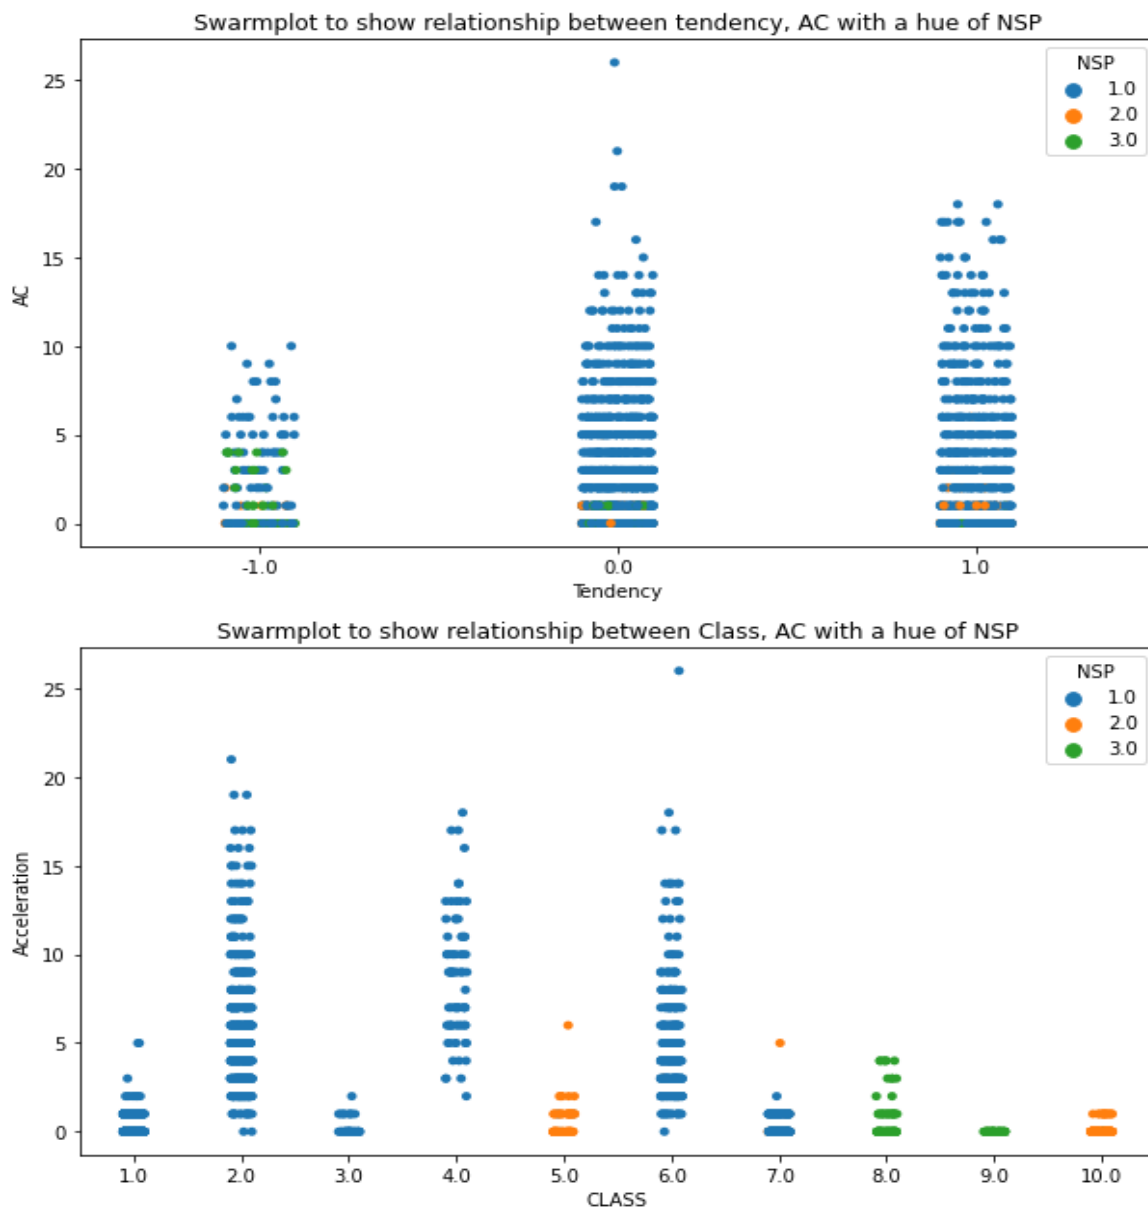 Swarmplot to show relationship between tendency, AC with a hue of NSP
NSP
1.0
2.0
3.0
25
20
15
10
5
0
AC
-1.0 0.0 1.0
Tendency
Swarmplot to show relationship between Class, AC with a hue of NSP
NSP
1.0
2.0
3.0
25
20
15
10
5
0
Acceleration
1.0 2.0 3.0 4.0 5.0 6.0 7.0 8.0 9.0 10.0
CLASS